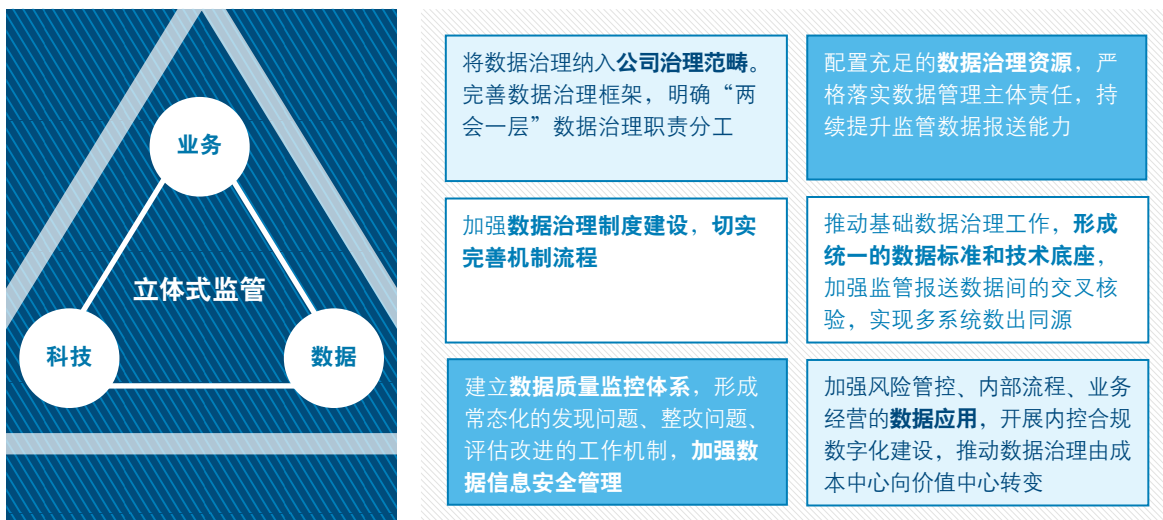 业务
立体式监管
科技
数据
将数据治理纳入公司治理范畴。
完善数据治理框架，明确“两
会一层”数据治理职责分工
配置充足的数据治理资源，严
格落实数据管理主体责任，持
续提升监管数据报送能力
加强数据治理制度建设，切实
完善机制流程
推动基础数据治理工作，形成
统一的数据标准和技术底座，
加强监管报送数据间的交叉核
验，实现多系统数出同源
建立数据质量监控体系，形成
常态化的发现问题、整改问题、
评估改进的工作机制，加强数
据信息安全管理
加强风险管控、内部流程、业务
经营的数据应用，开展内控合规
数字化建设，推动数据治理由成
本中心向价值中心转变